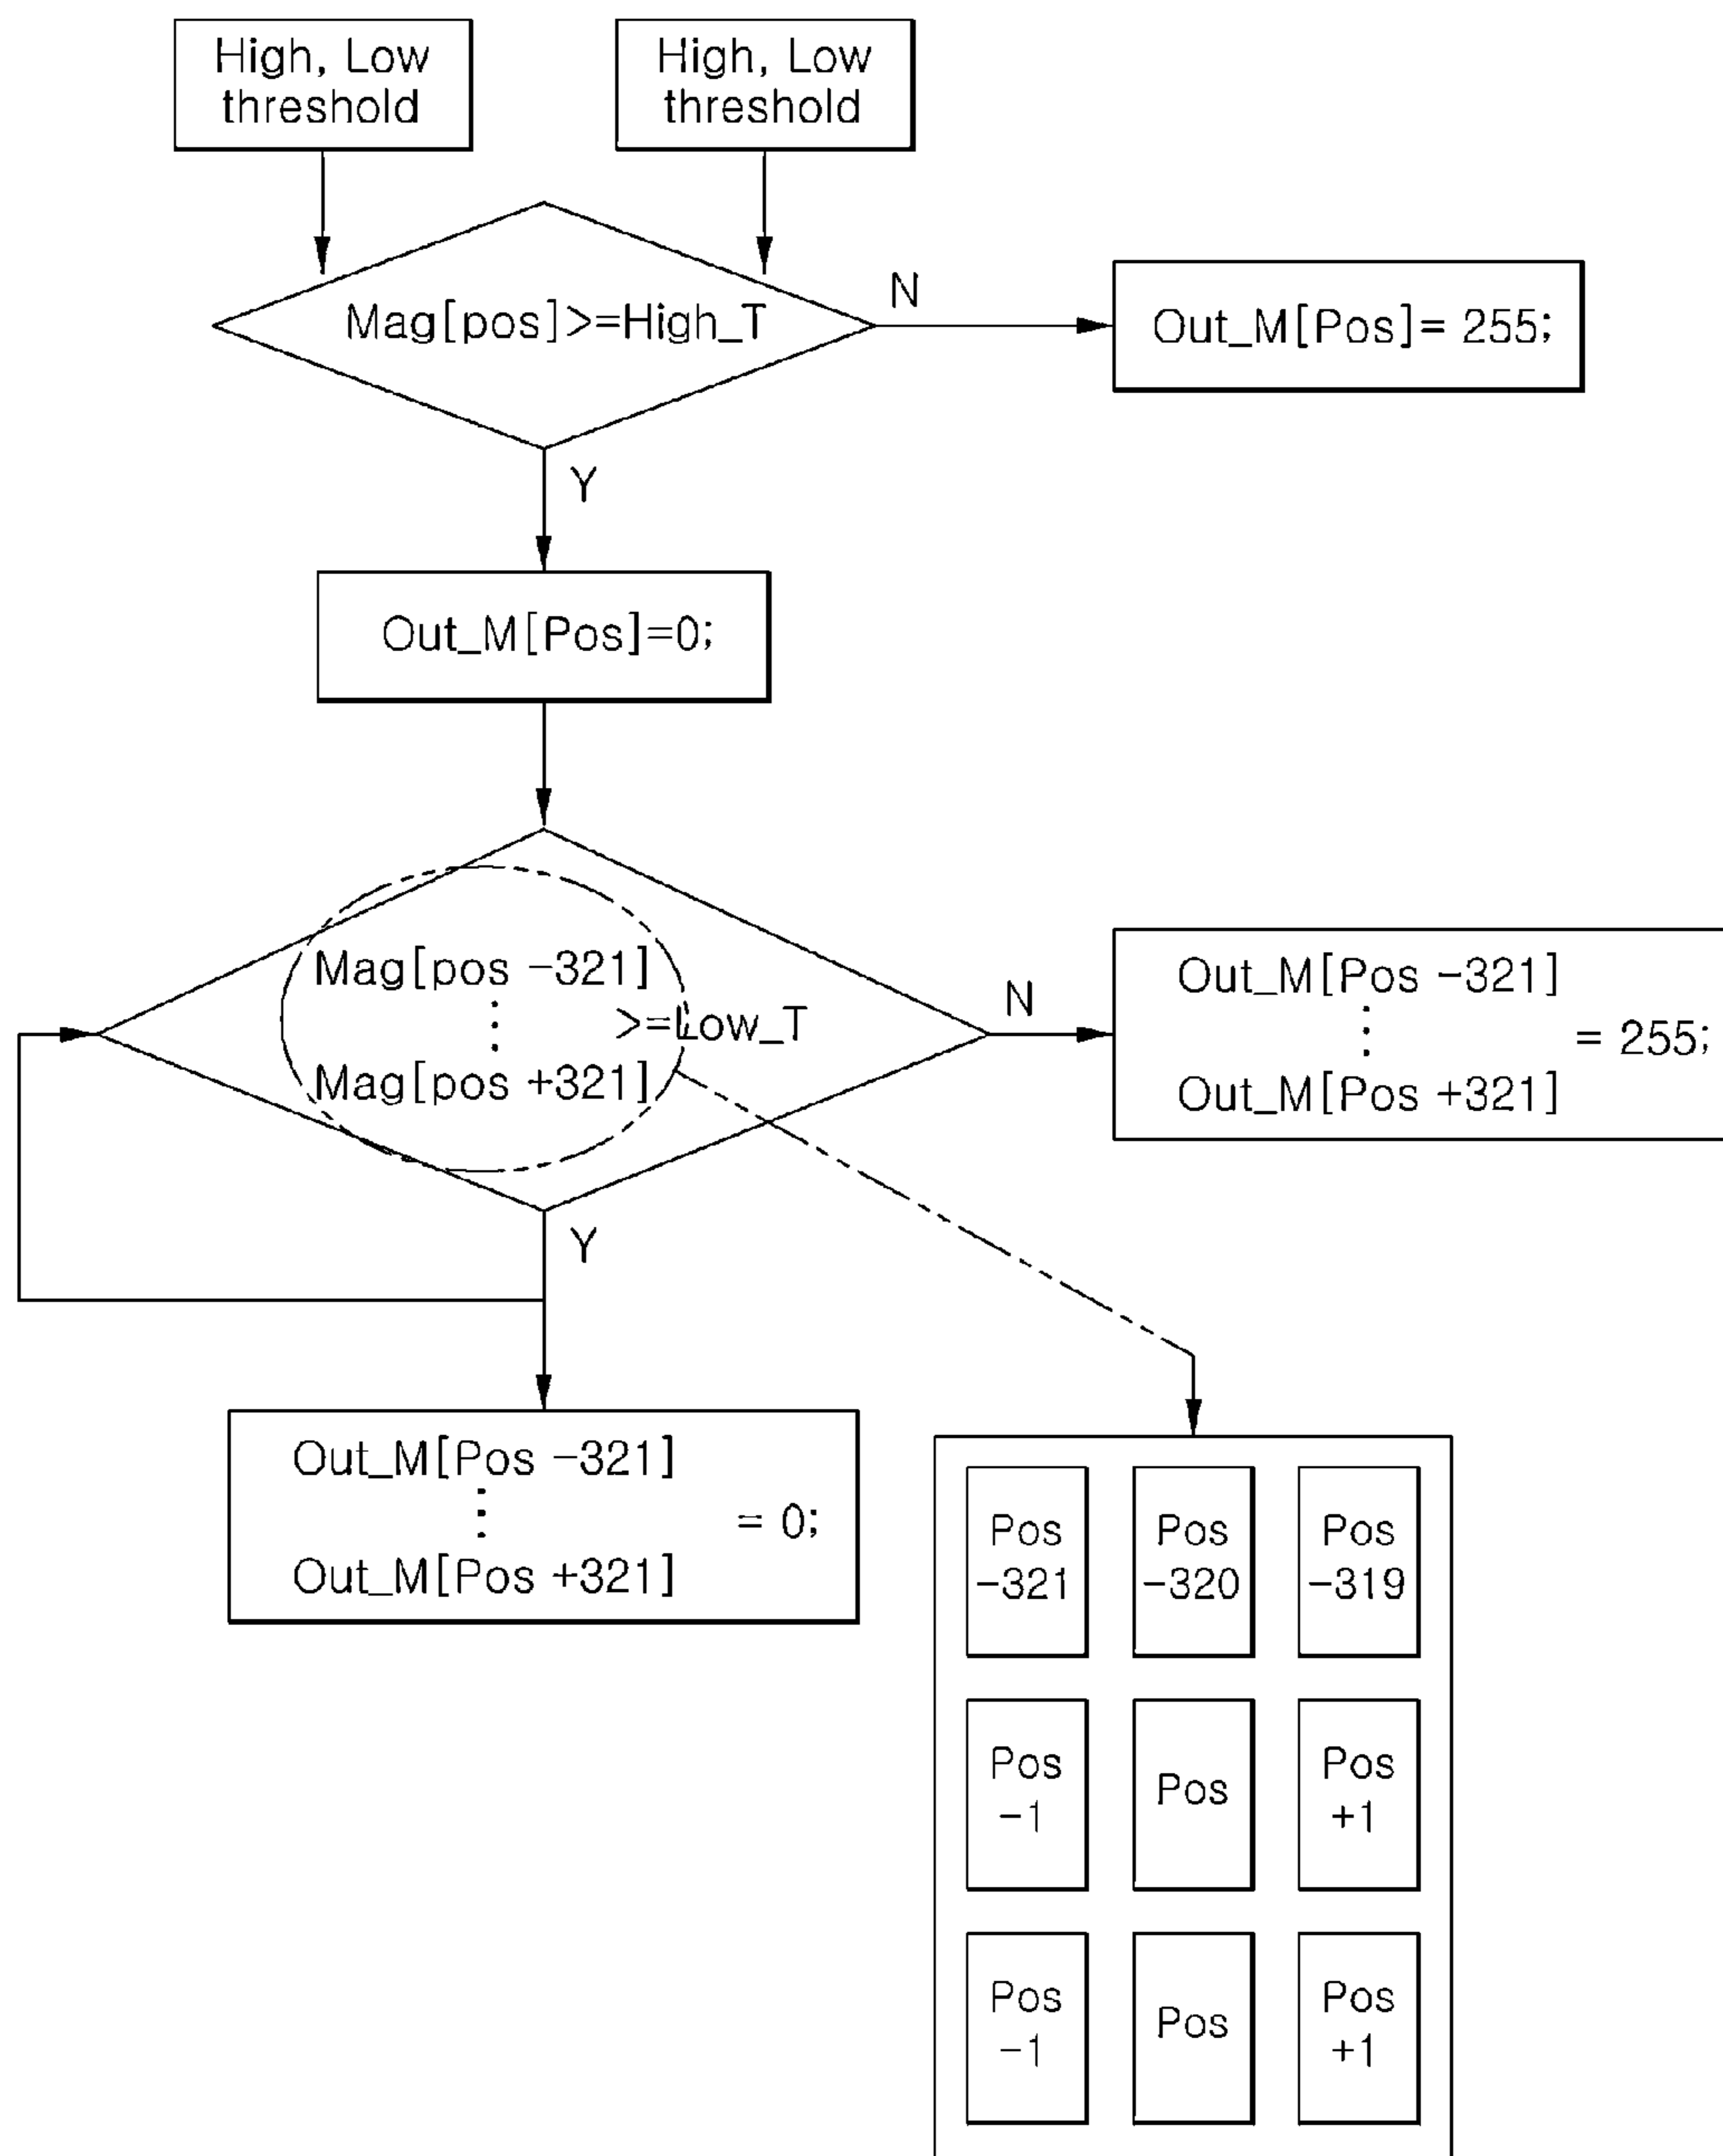 High, Low
threshold
High, Low
threshold
Mag[pos]>=High_T
N
Out_M[Pos]= 255;
Y
Out_M[Pos]=0;
Mag[pos -321]
⋮
>=Low_T
Mag[pos +321]
N
Out_M[Pos -321]
⋮
= 255;
Out_M[Pos +321]
Y
Out_M[Pos -321]
⋮
= 0;
Out_M[Pos +321]
Pos
-321
Pos
-320
Pos
-319
Pos
-1
Pos
Pos
+1
Pos
-1
Pos
Pos
+1